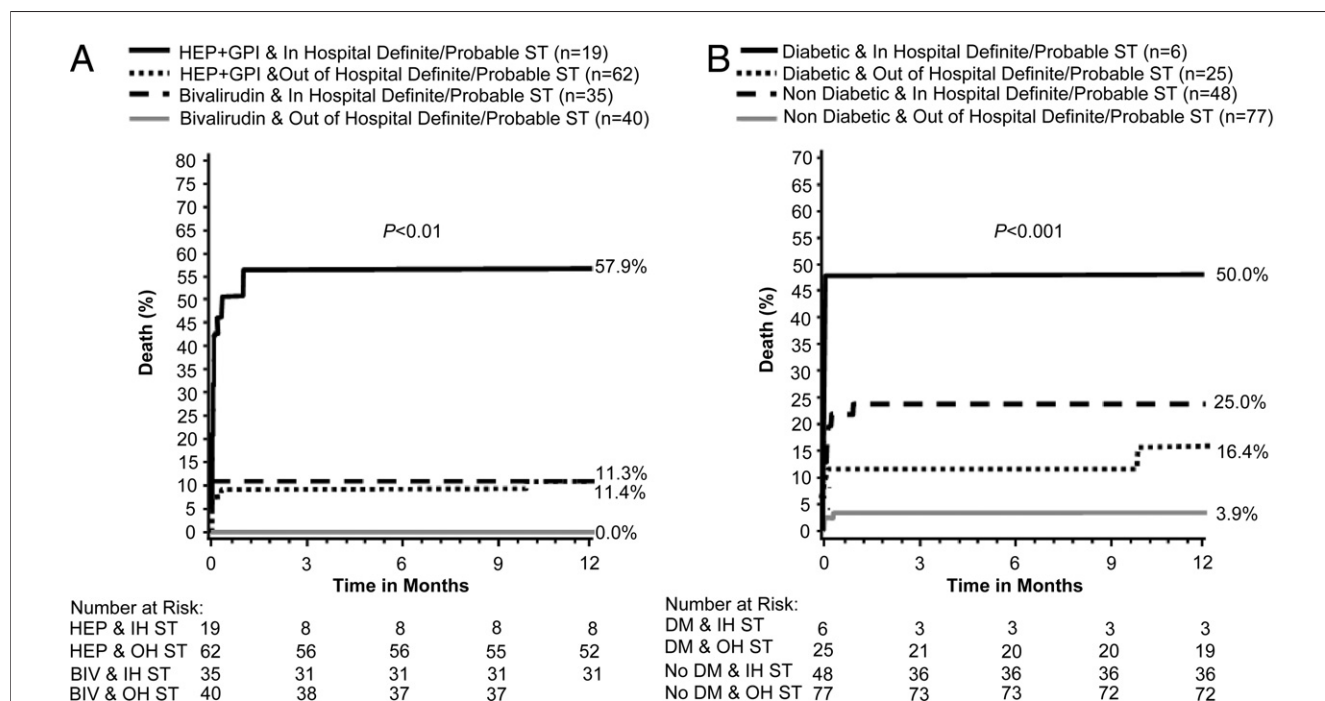 A
HEP+GPI & In Hospital Definite/Probable ST (n=19)
HEP+GPI &Out of Hospital Definite/Probable ST (n=62)
Bivalirudin & In Hospital Definite/Probable ST (n=35)
Bivalirudin & Out of Hospital Definite/Probable ST (n=40)
80
75
70
65
60
55
50
45
40
35
30
25
20
15
10
5
0
Death (%)
P<0.01
57.9%
11.3%
11.4%
0.0%
0 3 6 9 12
Time in Months
Number at Risk:
HEP & IH ST 19 8 8 8 8
HEP & OH ST 62 56 56 55 52
BIV & IH ST 35 31 31 31 31
BIV & OH ST 40 38 37 37
B
Diabetic & In Hospital Definite/Probable ST (n=6)
Diabetic & Out of Hospital Definite/Probable ST (n=25)
Non Diabetic & In Hospital Definite/Probable ST (n=48)
Non Diabetic & Out of Hospital Definite/Probable ST (n=77)
70
65
60
55
50
45
40
35
30
25
20
15
10
5
0
Death (%)
P<0.001
50.0%
25.0%
16.4%
3.9%
0 3 6 9 12
Time in Months
Number at Risk:
DM & IH ST 6 3 3 3 3
DM & OH ST 25 21 20 20 19
No DM & IH ST 48 36 36 36 36
No DM & OH ST 77 73 73 72 72